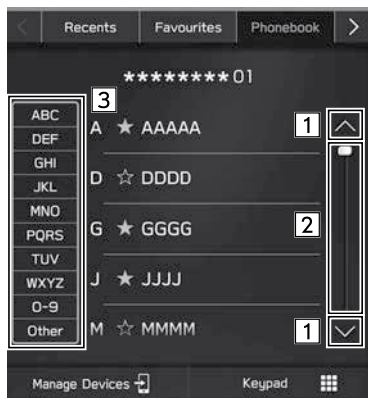 Recents Favourites Phonebook
********01
3
ABC
DEF
GHI
JKL
MNO
PQRS
TUV
WXYZ
0-9
Other
A ★ AAAAA
D ☆ DDDD
G ★ GGGG
J ★ JJJJ
M ☆ MMMM
1
2
1
Manage Devices Keypad